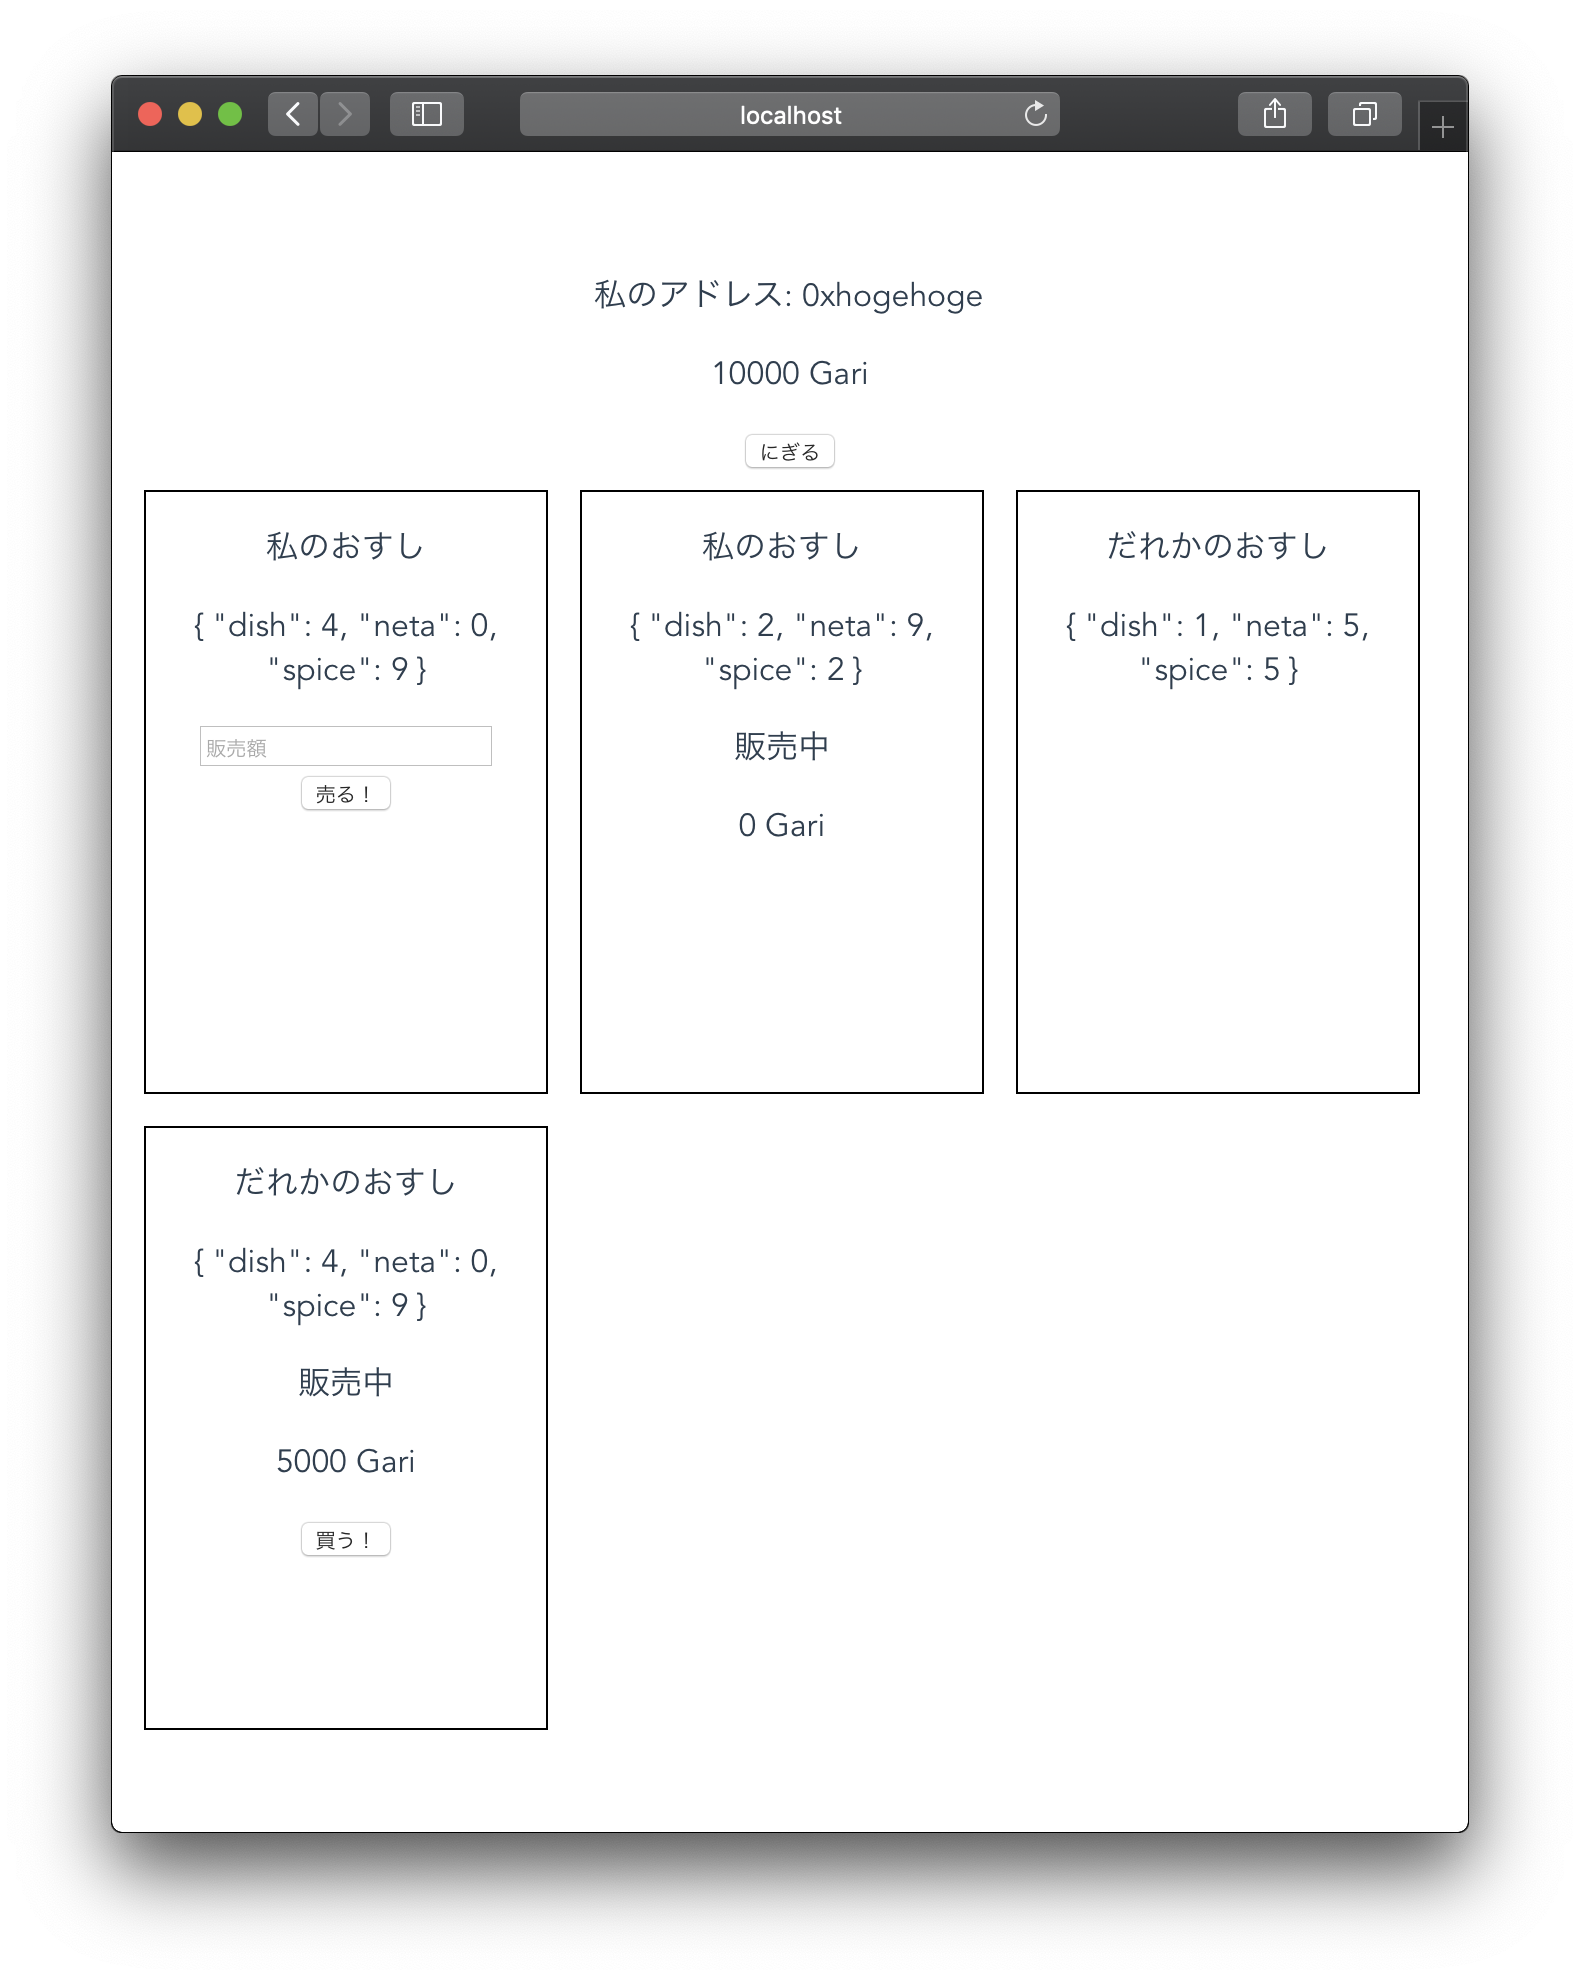 localhost
私のアドレス: 0xhogehoge
10000 Gari
にぎる
私のおすし
{ "dish": 4, "neta": 0,
"spice": 9 }
販売額
売る！
私のおすし
{ "dish": 2, "neta": 9,
"spice": 2 }
販売中
0 Gari
だれかのおすし
{ "dish": 1, "neta": 5,
"spice": 5 }
だれかのおすし
{ "dish": 4, "neta": 0,
"spice": 9 }
販売中
5000 Gari
買う！